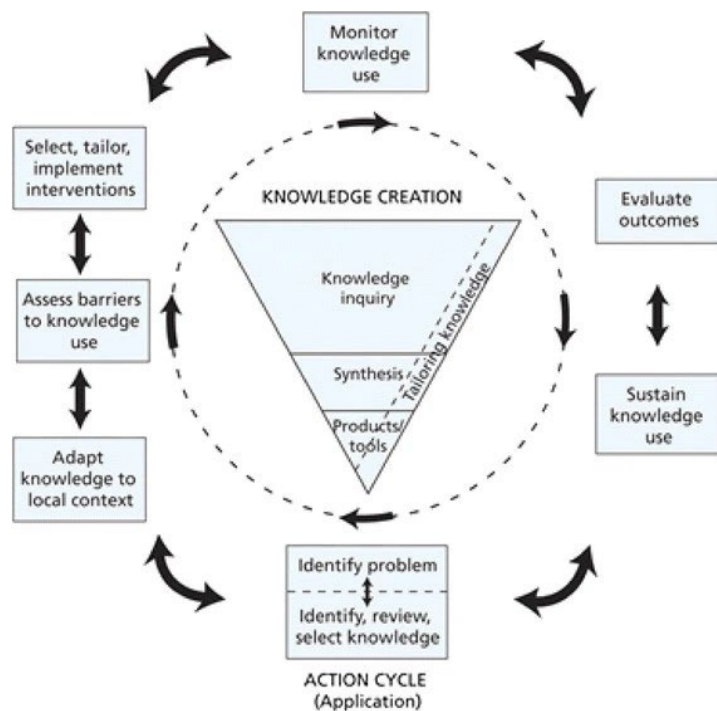 Monitor
knowledge
use
Select, tailor,
implement
interventions
Evaluate
outcomes
KNOWLEDGE CREATION
Knowledge
inquiry
Tailoring knowledge
Assess barriers
to knowledge
use
Synthesis
Products/
tools
Sustain
knowledge
use
Adapt
knowledge to
local context
Identify problem
Identify, review,
select knowledge
ACTION CYCLE
(Application)